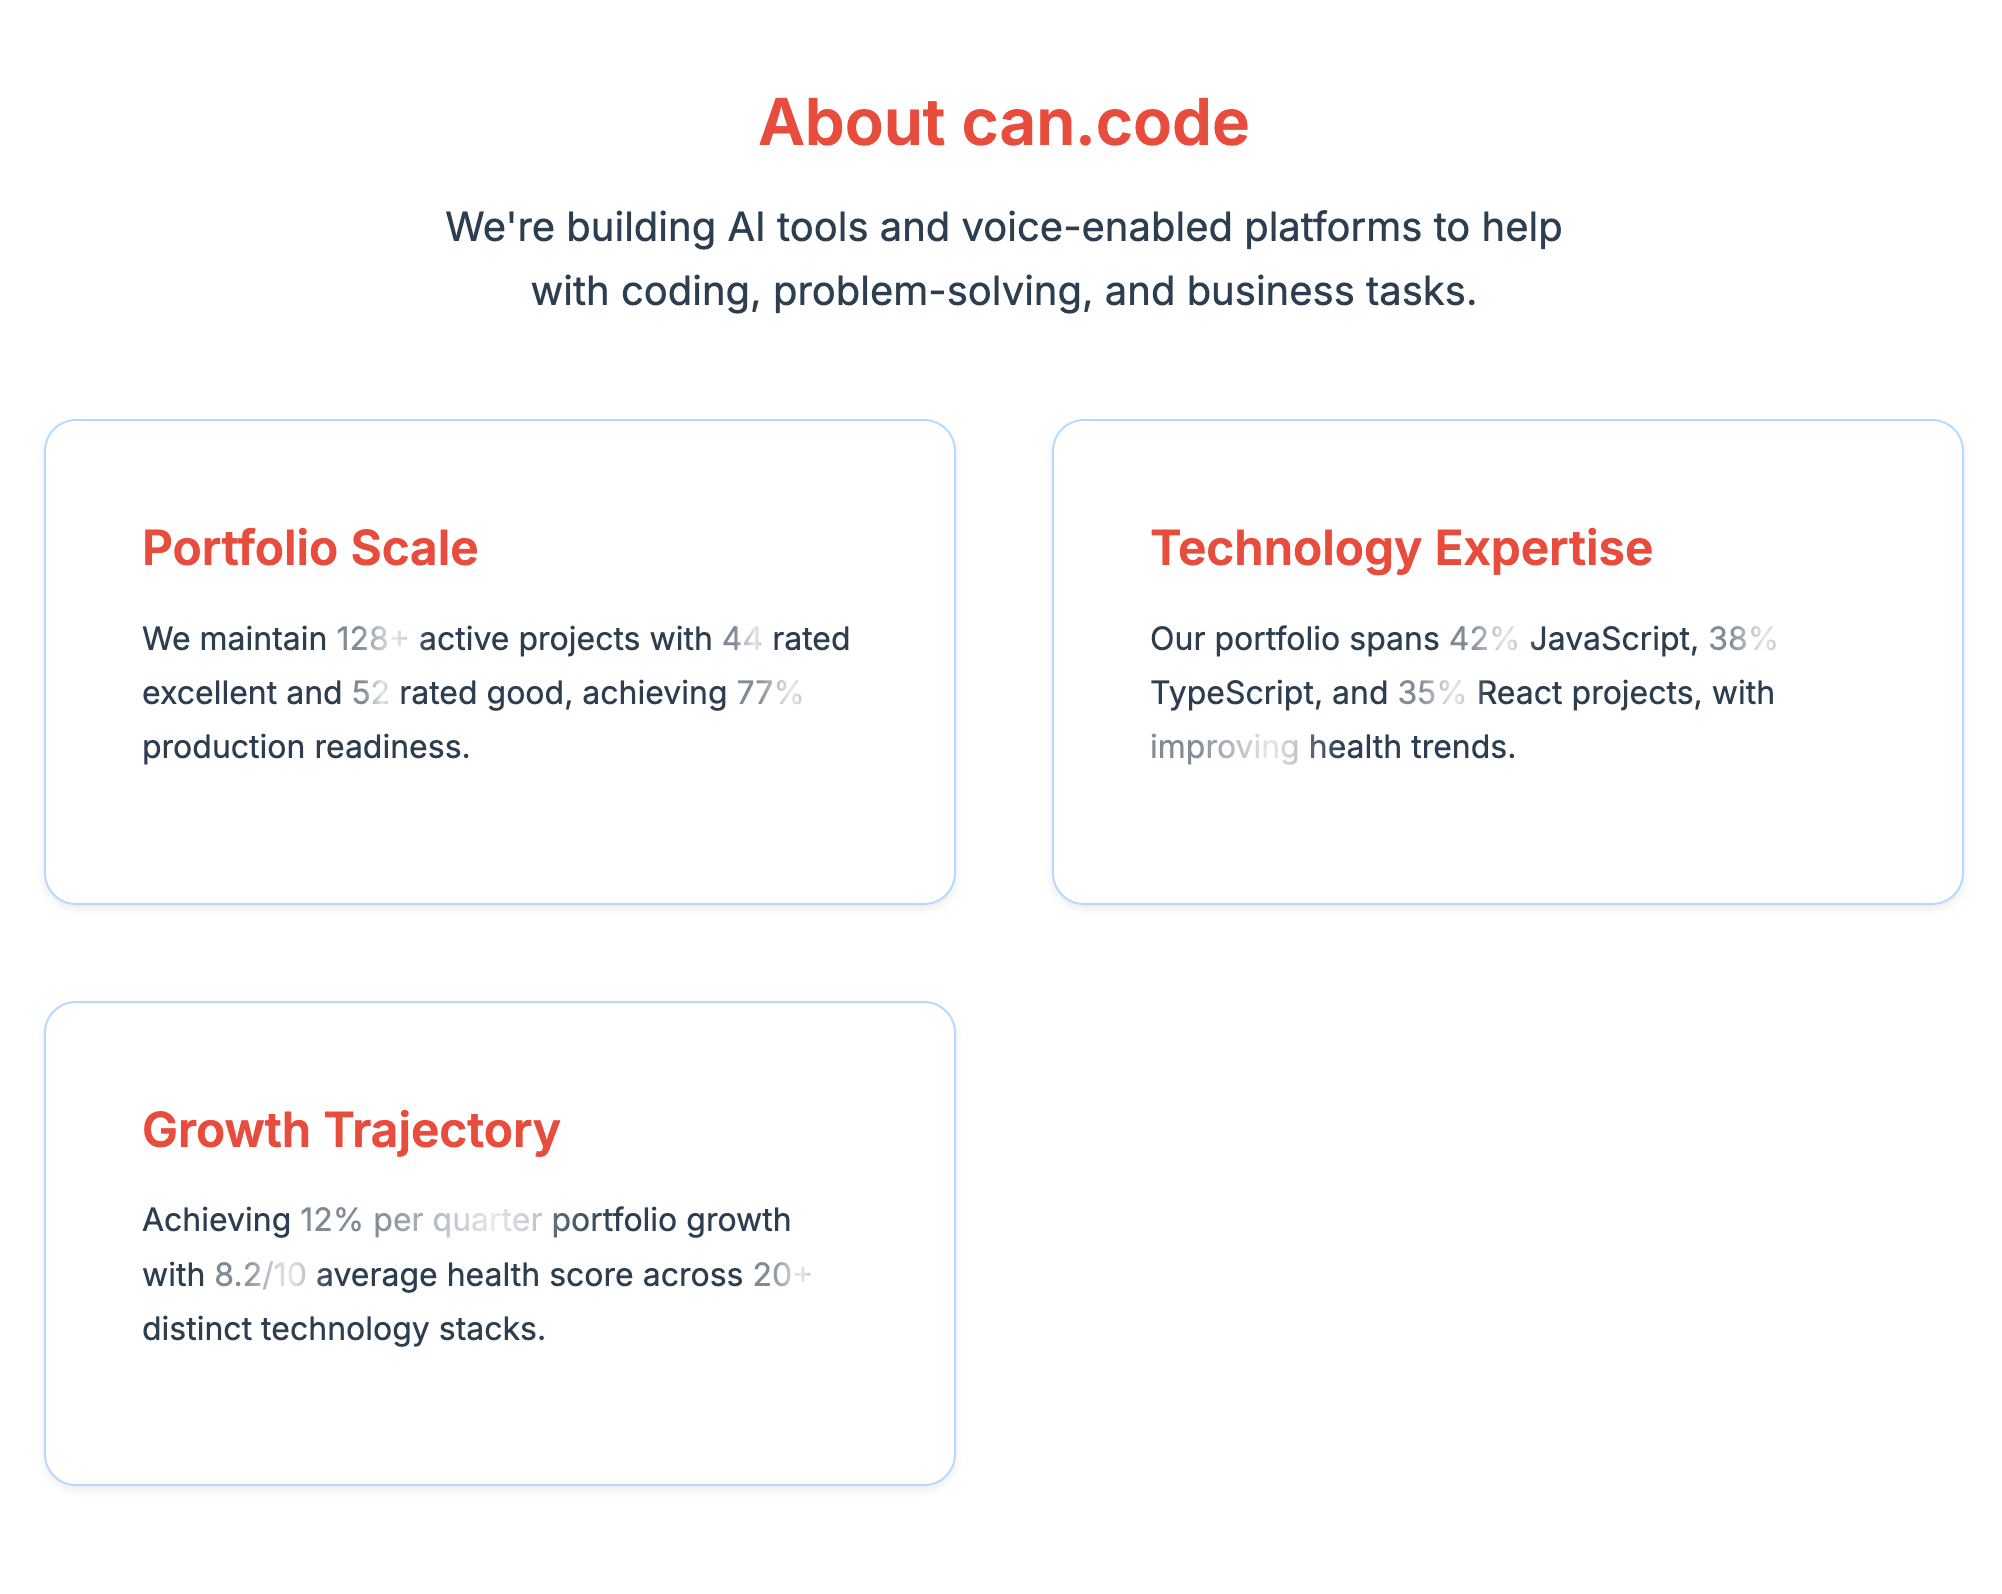 About can.code
We're building AI tools and voice-enabled platforms to help
with coding, problem-solving, and business tasks.
Portfolio Scale
We maintain 128+ active projects with 44 rated
excellent and 52 rated good, achieving 77%
production readiness.
Technology Expertise
Our portfolio spans 42% JavaScript, 38%
TypeScript, and 35% React projects, with
improving health trends.
Growth Trajectory
Achieving 12% per quarter portfolio growth
with 8.2/10 average health score across 20+
distinct technology stacks.